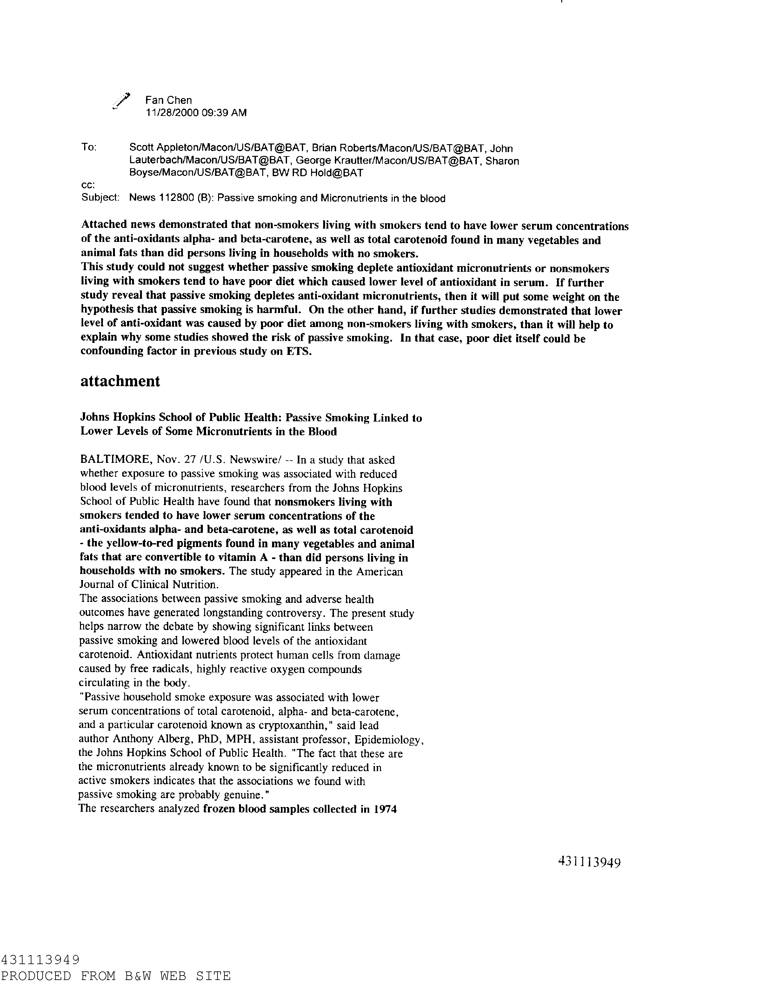 Fan Chen
11/28/2000 09:39 AM
To: Scott Appleton/Macon/US/BAT@BAT, Brian Roberts/Macon/US/BAT@BAT, John
Lauterbach/Macon/US/BAT@BAT, George Krautter/Macon/US/BAT@BAT, Sharon
Boyse/Macon/US/BAT@BAT, BW RD Hold@BAT
cc:
Subject: News 112800 (B): Passive smoking and Micronutrients in the blood
Attached news demonstrated that non-smokers living with smokers tend to have lower serum concentrations
of the anti-oxidants alpha- and beta-carotene, as well as total carotenoid found in many vegetables and
animal fats than did persons living in households with no smokers.
This study could not suggest whether passive smoking deplete antioxidant micronutrients or nonsmokers
living with smokers tend to have poor diet which caused lower level of antioxidant in serum. If further
study reveal that passive smoking depletes anti-oxidant micronutrients, then it will put some weight on the
hypothesis that passive smoking is harmful. On the other hand, if further studies demonstrated that lower
level of anti-oxidant was caused by poor diet among non-smokers living with smokers, than it will help to
explain why some studies showed the risk of passive smoking. In that case, poor diet itself could be
confounding factor in previous study on ETS.
attachment
Johns Hopkins School of Public Health: Passive Smoking Linked to
Lower Levels of Some Micronutrients in the Blood
BALTIMORE, Nov. 27 /U.S. Newswire/ -- In a study that asked
whether exposure to passive smoking was associated with reduced
blood levels of micronutrients, researchers from the Johns Hopkins
School of Public Health have found that nonsmokers living with
smokers tended to have lower serum concentrations of the
anti-oxidants alpha- and beta-carotene, as well as total carotenoid
- the yellow-to-red pigments found in many vegetables and animal
fats that are convertible to vitamin A - than did persons living in
households with no smokers. The study appeared in the American
Journal of Clinical Nutrition.
The associations between passive smoking and adverse health
outcomes have generated longstanding controversy. The present study
helps narrow the debate by showing significant links between
passive smoking and lowered blood levels of the antioxidant
carotenoid. Antioxidant nutrients protect human cells from damage
caused by free radicals, highly reactive oxygen compounds
circulating in the body.
"Passive household smoke exposure was associated with lower
serum concentrations of total carotenoid, alpha- and beta-carotene,
and a particular carotenoid known as cryptoxanthin," said lead
author Anthony Alberg, PhD, MPH, assistant professor, Epidemiology,
the Johns Hopkins School of Public Health. "The fact that these are
the micronutrients already known to be significantly reduced in
active smokers indicates that the associations we found with
passive smoking are probably genuine."
The researchers analyzed frozen blood samples collected in 1974
431113949
431113949
PRODUCED FROM B&W WEB SITE